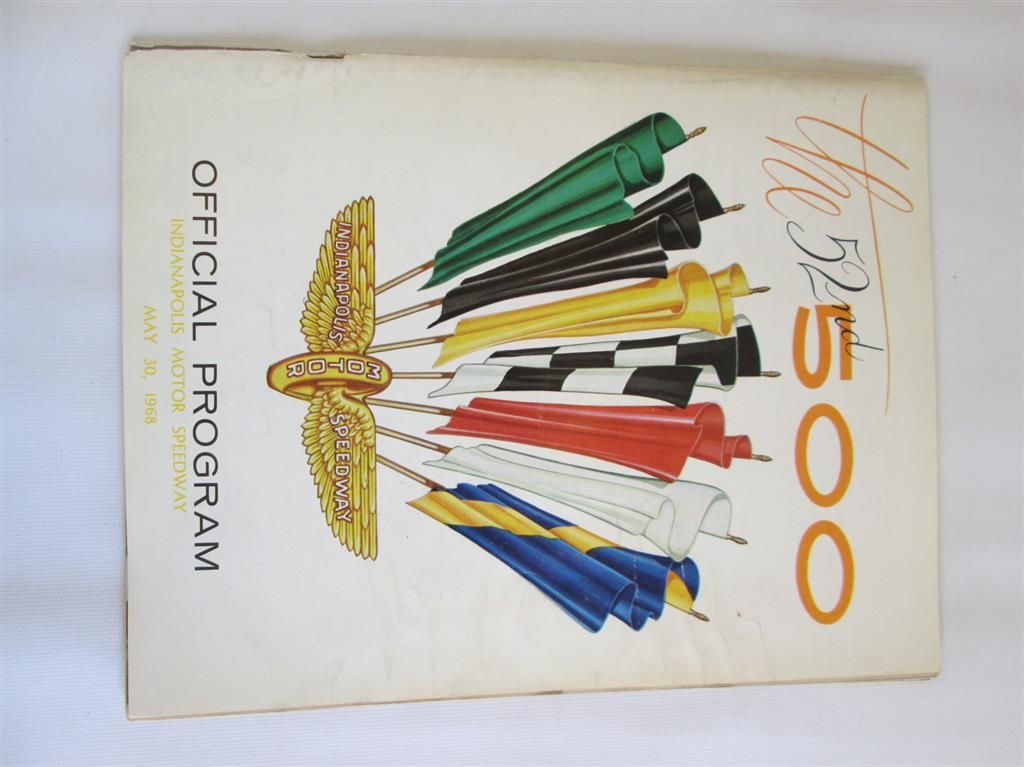 the 52nd
500
INDIANAPOLIS MOTOR SPEEDWAY
OFFICIAL PROGRAM
INDIANAPOLIS MOTOR SPEEDWAY
MAY 30, 1968